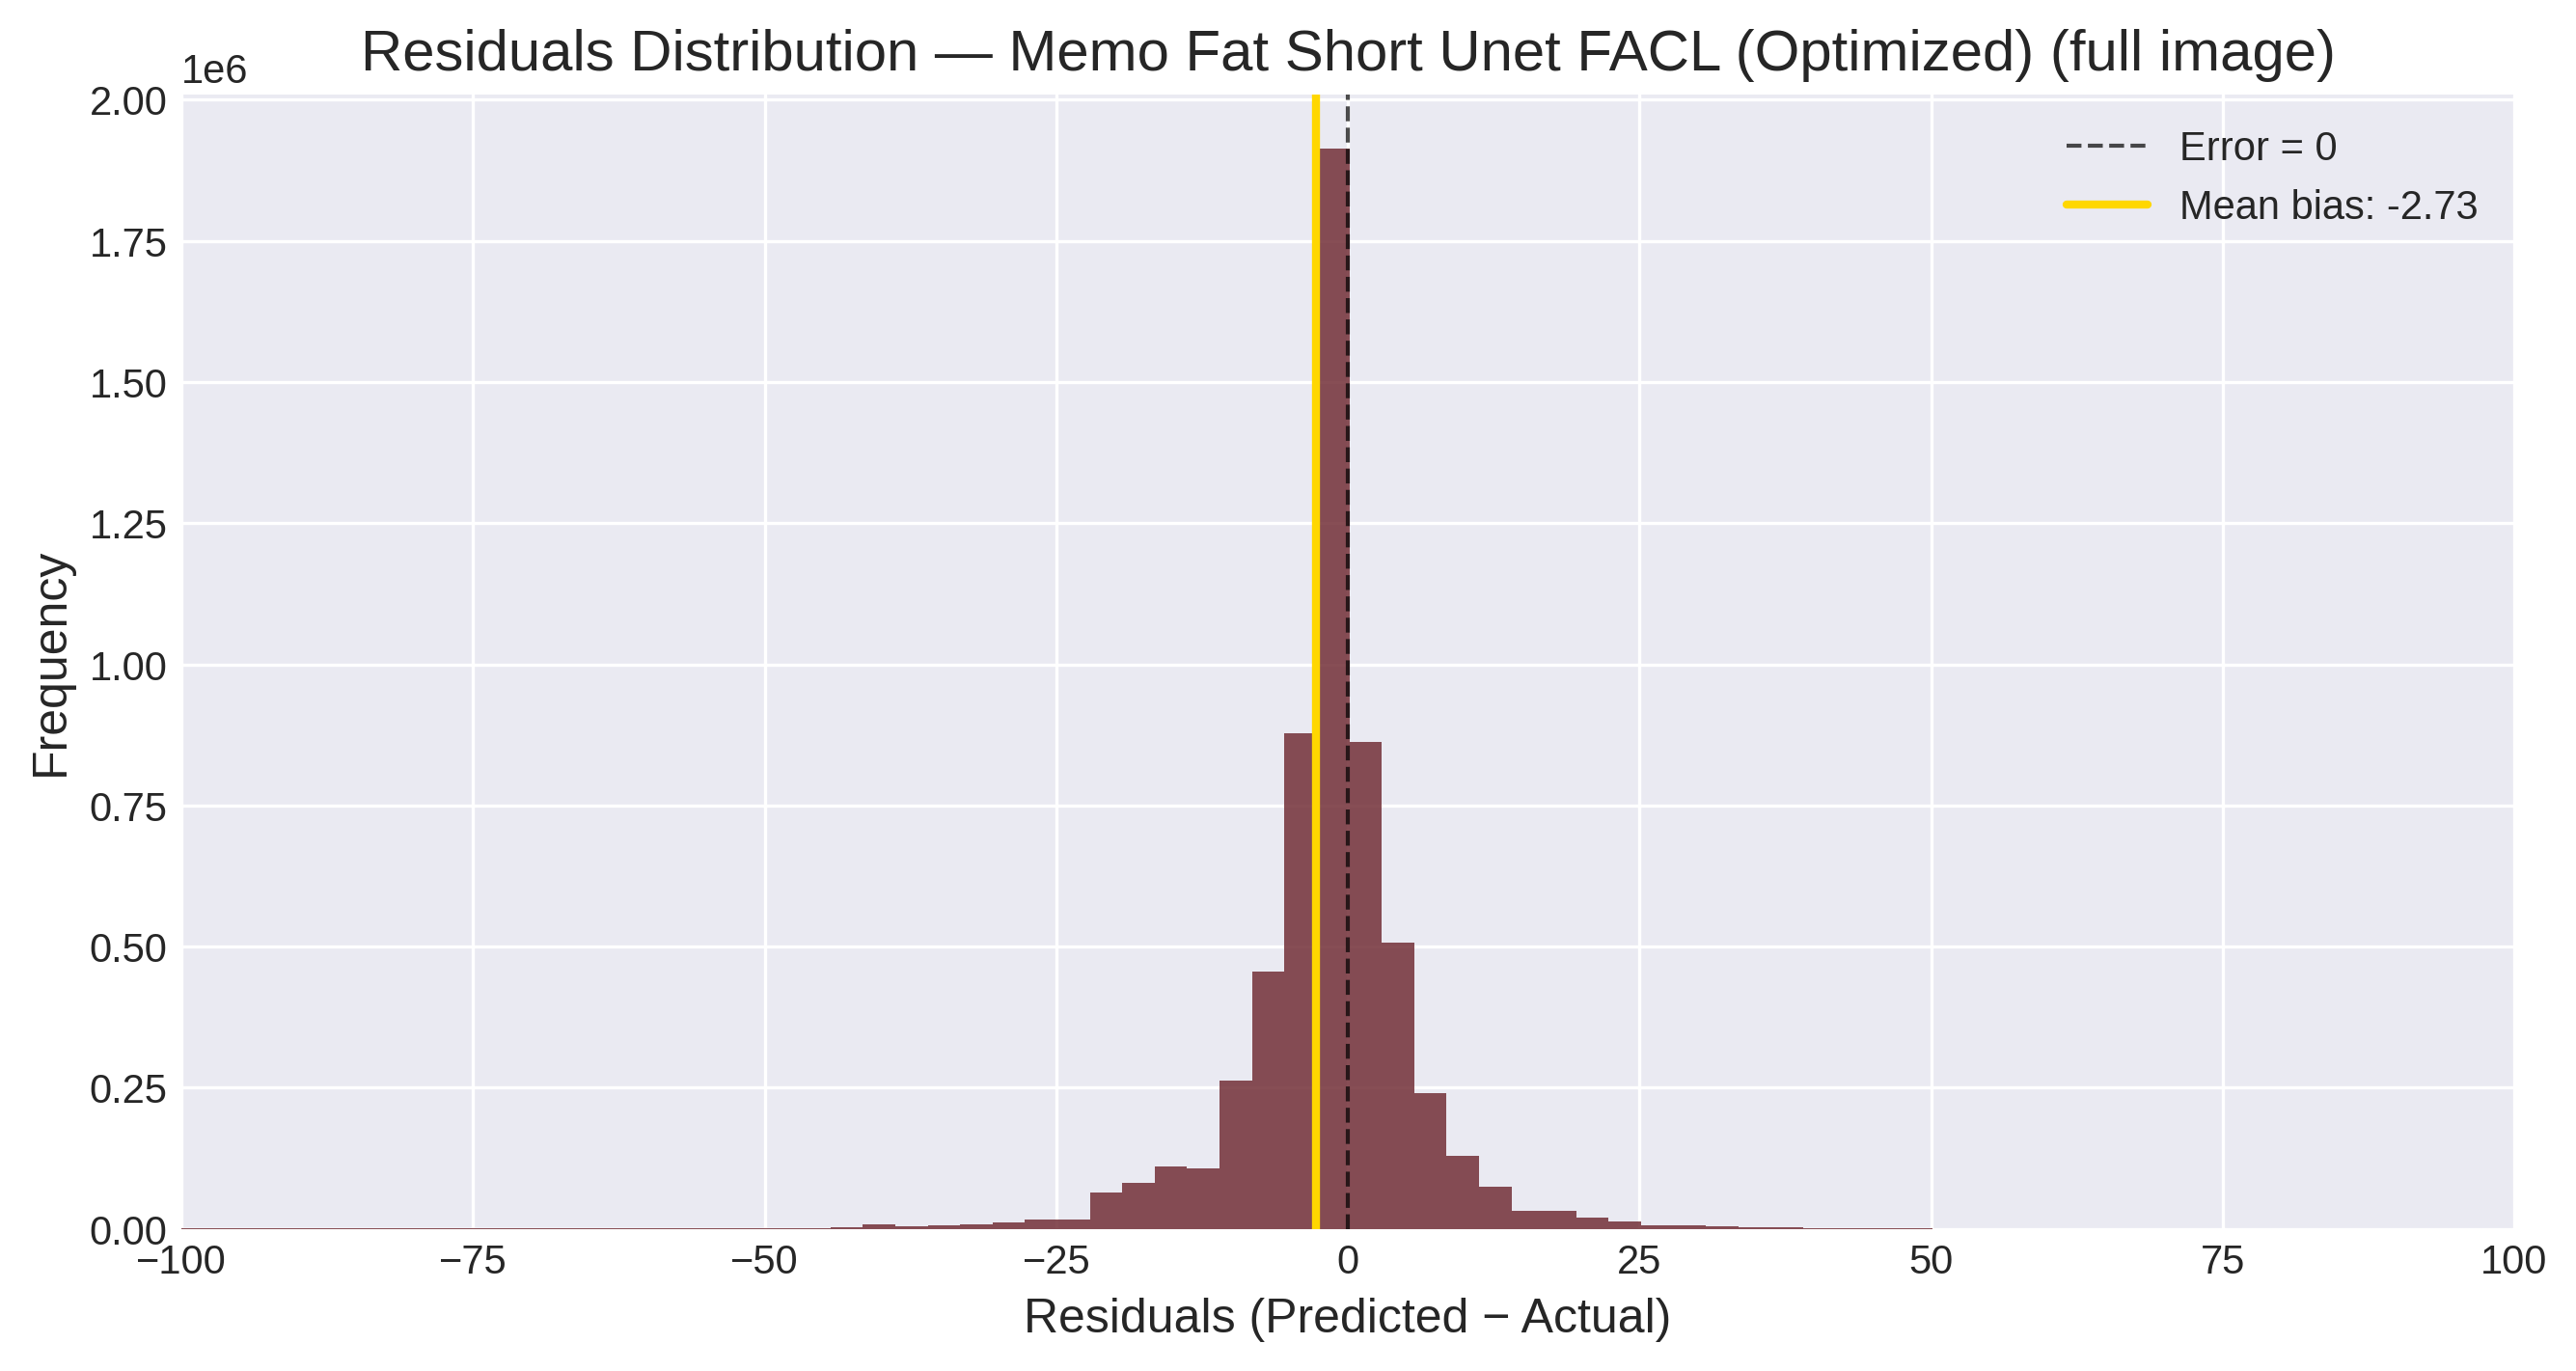 Residuals Distribution — Memo Fat Short Unet FACL (Optimized) (full image)
1e6
2.00
1.75
1.50
1.25
1.00
0.75
0.50
0.25
0.00
Frequency
Error = 0
Mean bias: -2.73
−100 −75 −50 −25 0 25 50 75 100
Residuals (Predicted − Actual)